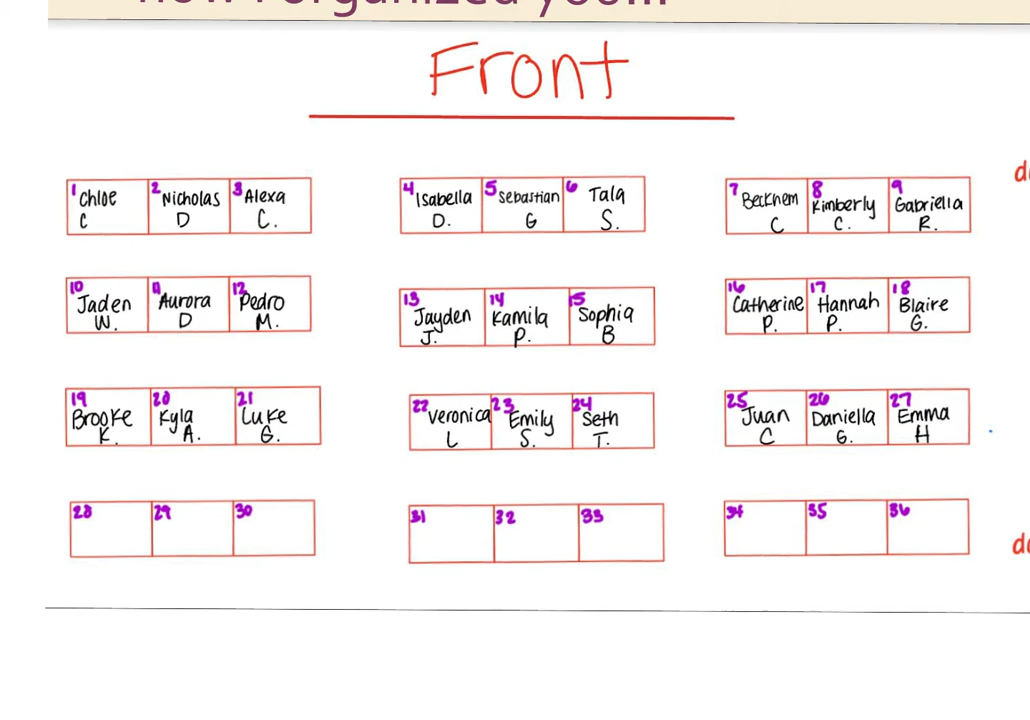 Front
1 Chloe C 2 Nicholas D 3 Alexa C.
4 Isabella D. 5 Sebastian G 6 Tala S.
7 Becknem C 8 Kimberly C. 9 Gabriella R.
10 Jaden W. 11 Aurora D 12 Pedro M.
13 Jayden J. 14 Kamila P. 15 Sophia B
16 Catherine P. 17 Hannah P. 18 Blaire G.
19 Brooke K. 20 Kyla A. 21 Luke G.
22 Veronica L 23 Emily S. 24 Seth T.
25 Juan C 26 Daniella G. 27 Emma H
28 29 30
31 32 33
34 35 36